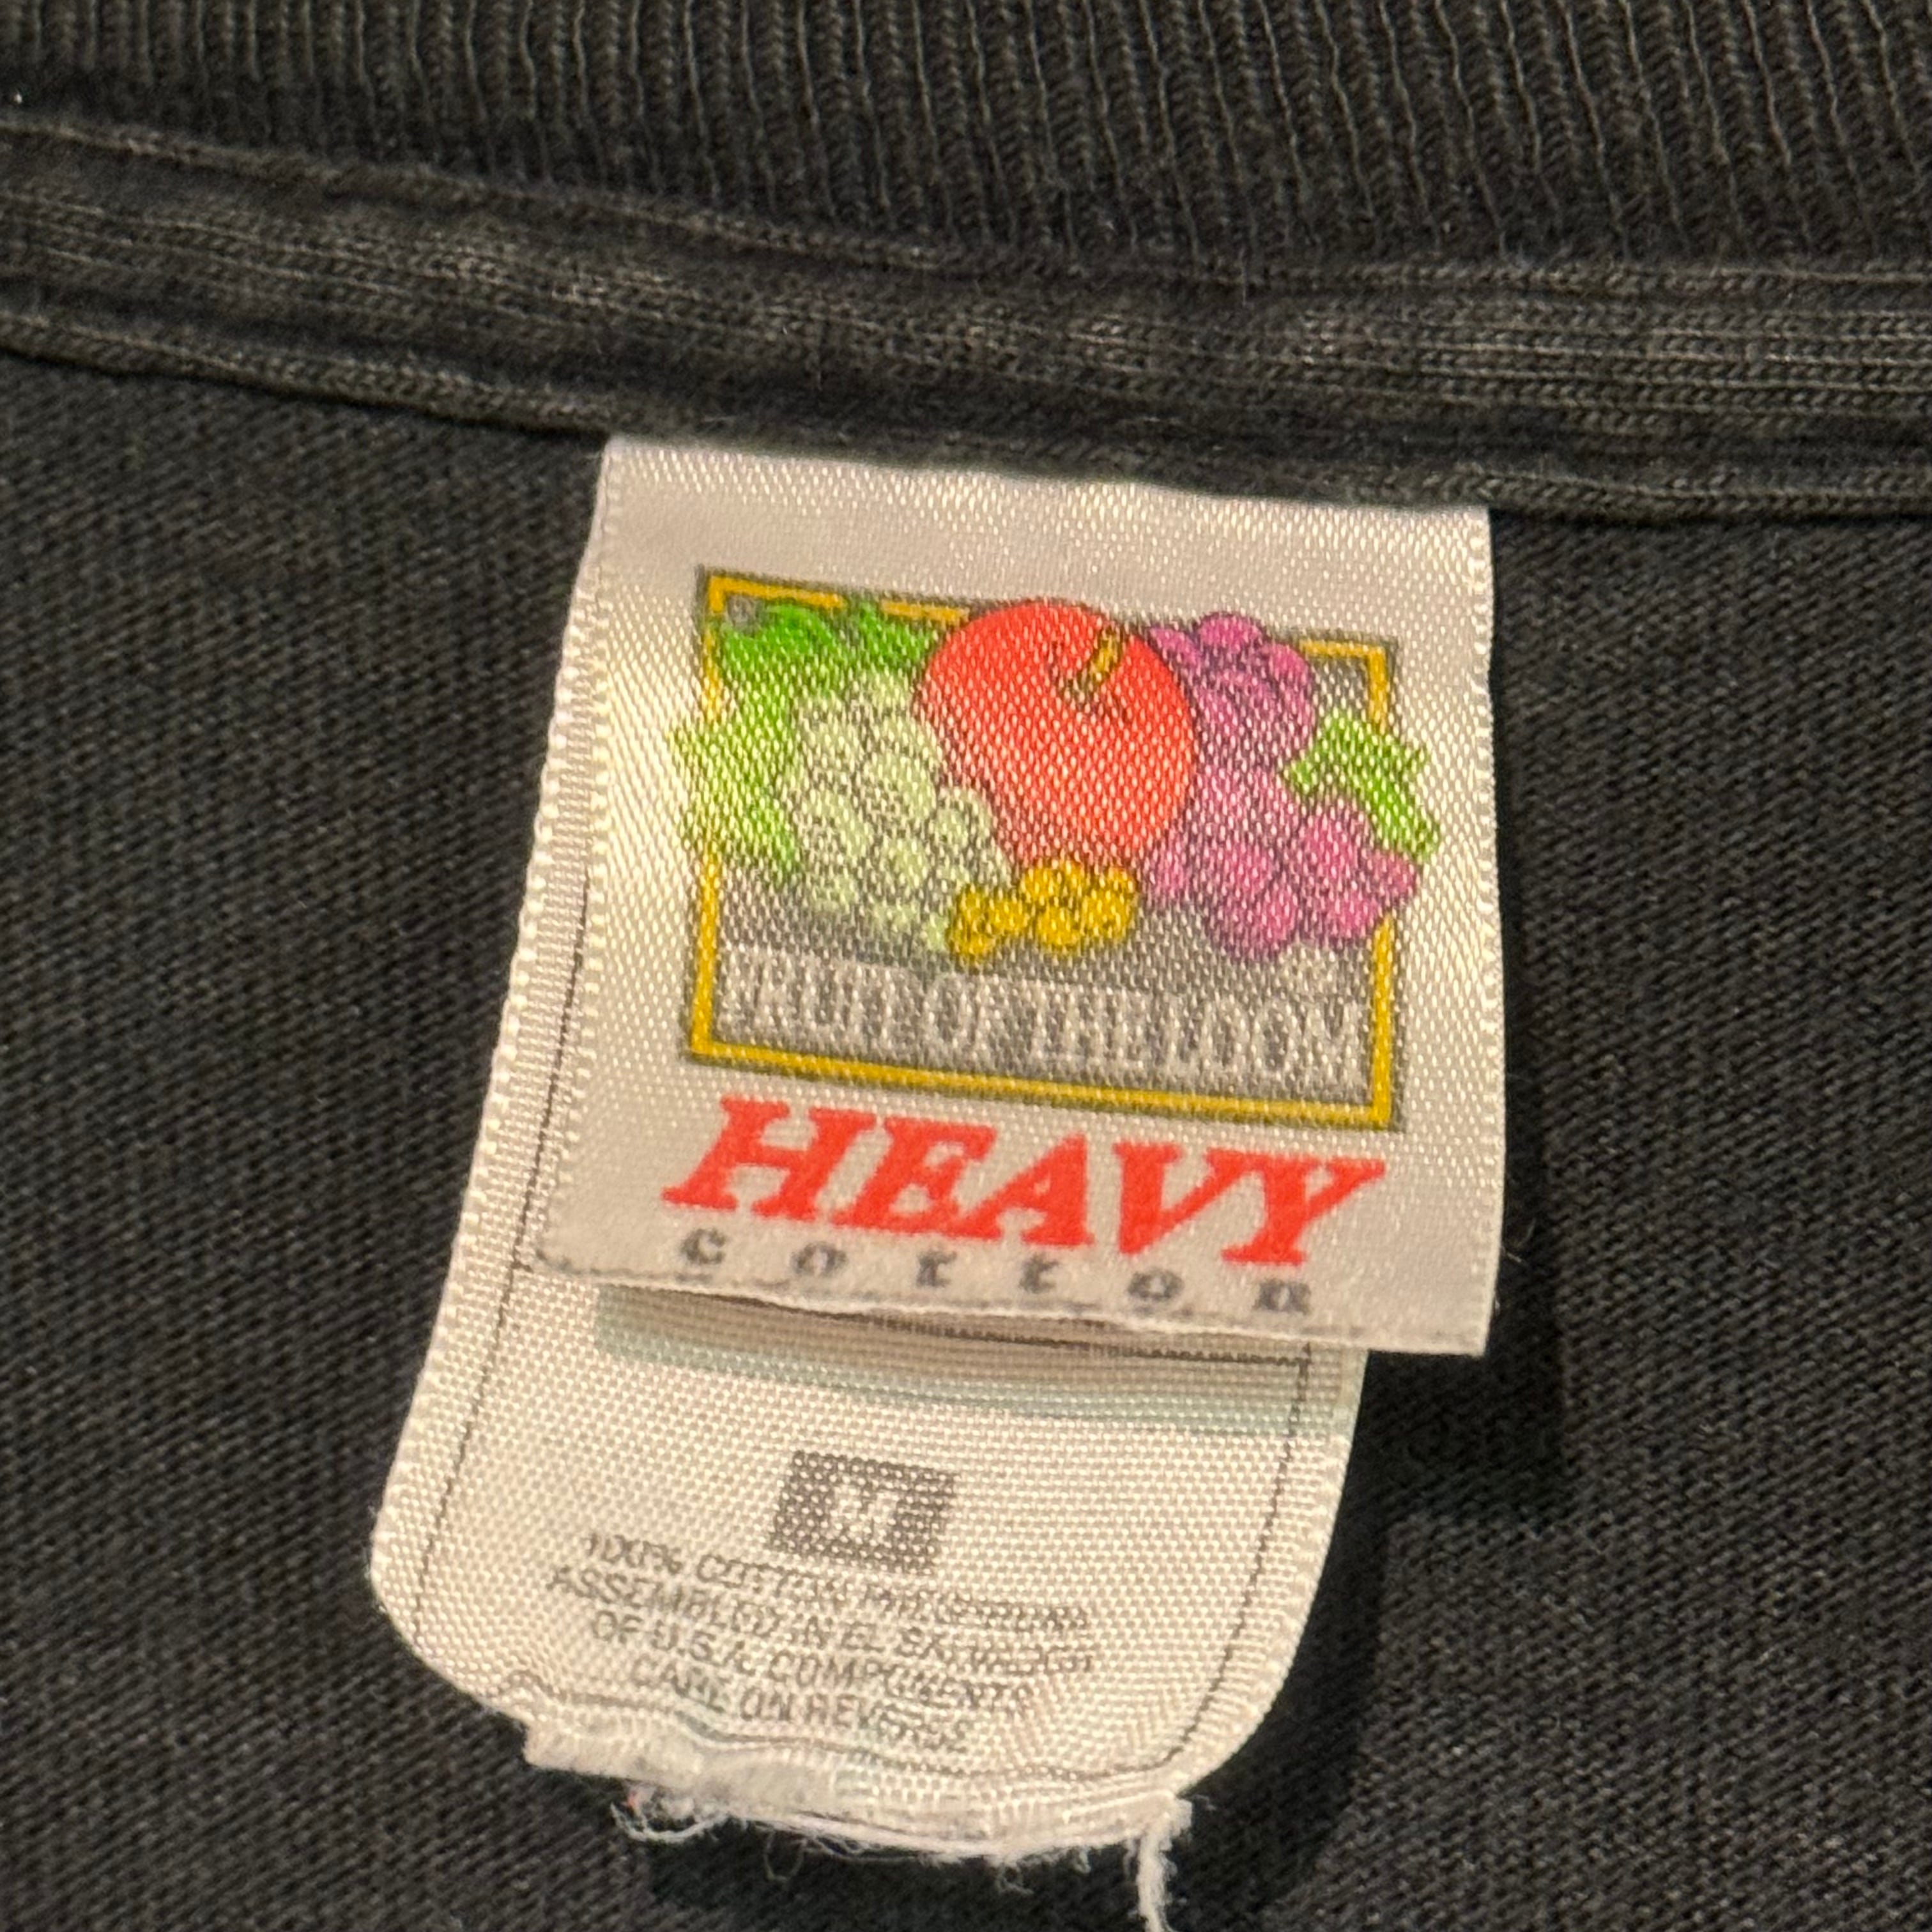 FRUIT OF THE LOOM
®
HEAVY
cotton
M
100% COTTON
ASSEMBLED IN EL SALVADOR
OF U.S.A. COMPONENTS
CARE ON REVERSE